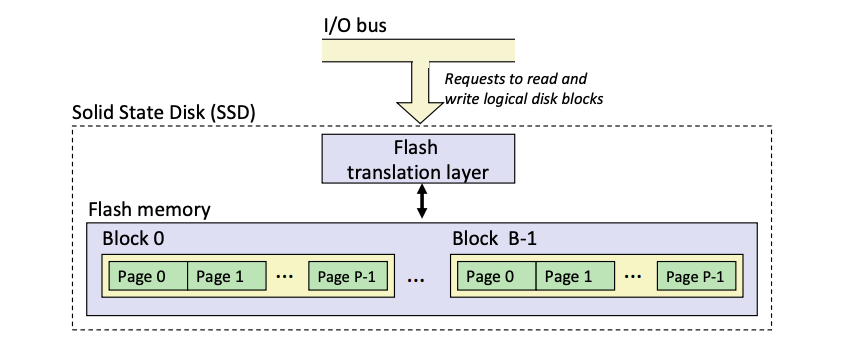 I/O bus
Requests to read and
write logical disk blocks
Solid State Disk (SSD)
Flash
translation layer
Flash memory
Block 0
Block B-1
Page 0 Page 1 ... Page P-1 ... Page 0 Page 1 ... Page P-1